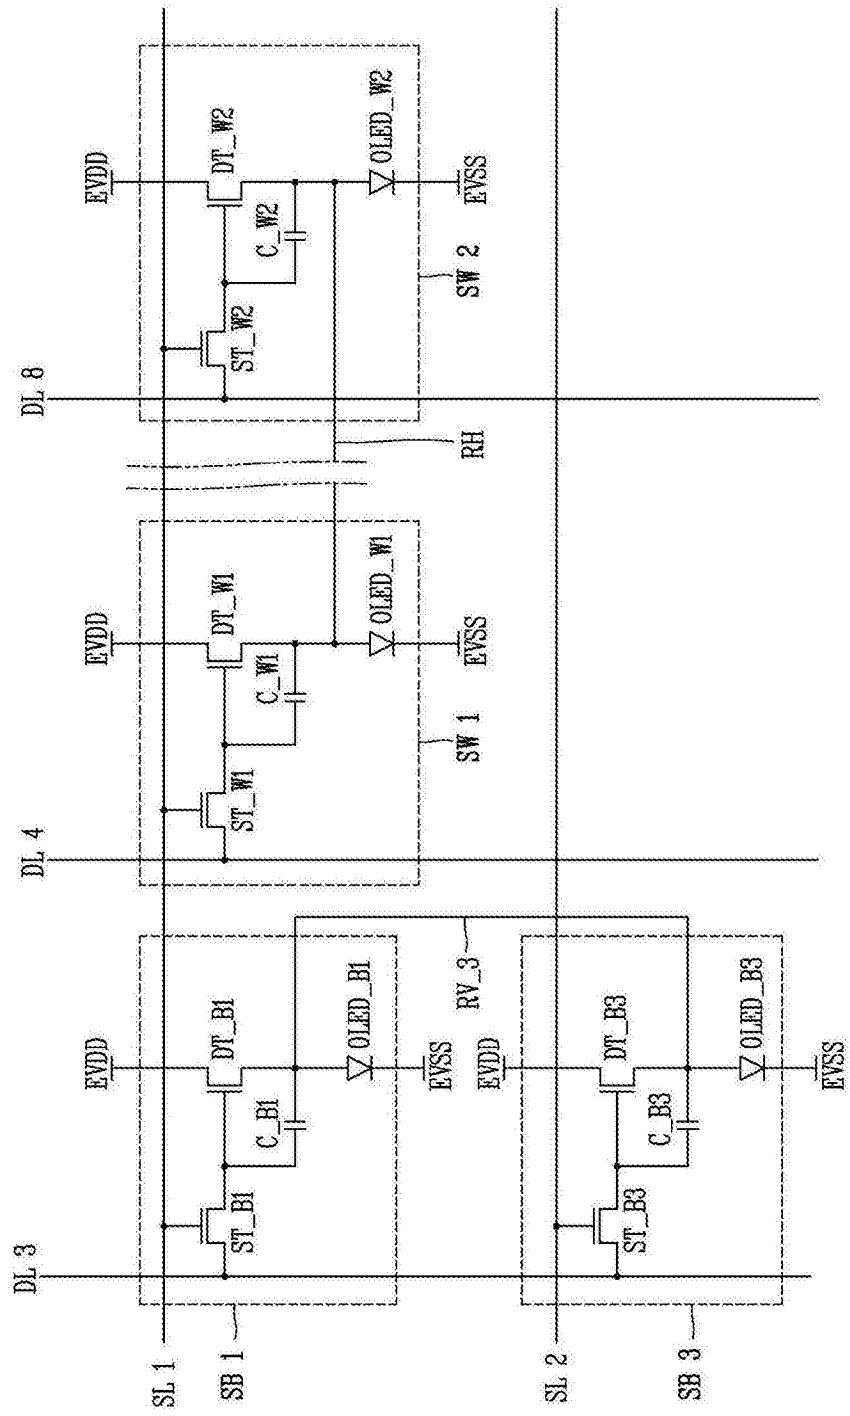 DL 3
DL 4
DL 8
SL 1
EVDD
EVDD
EVDD
ST_B1
DT_B1
ST_W1
DT_W1
ST_W2
DT_W2
C_B1
C_W1
C_W2
OLED_B1
OLED_W1
OLED_W2
EVSS
EVSS
EVSS
SB 1
SW 1
RH
SW 2
RV_3
SL 2
EVDD
ST_B3
DT_B3
C_B3
OLED_B3
EVSS
SB 3